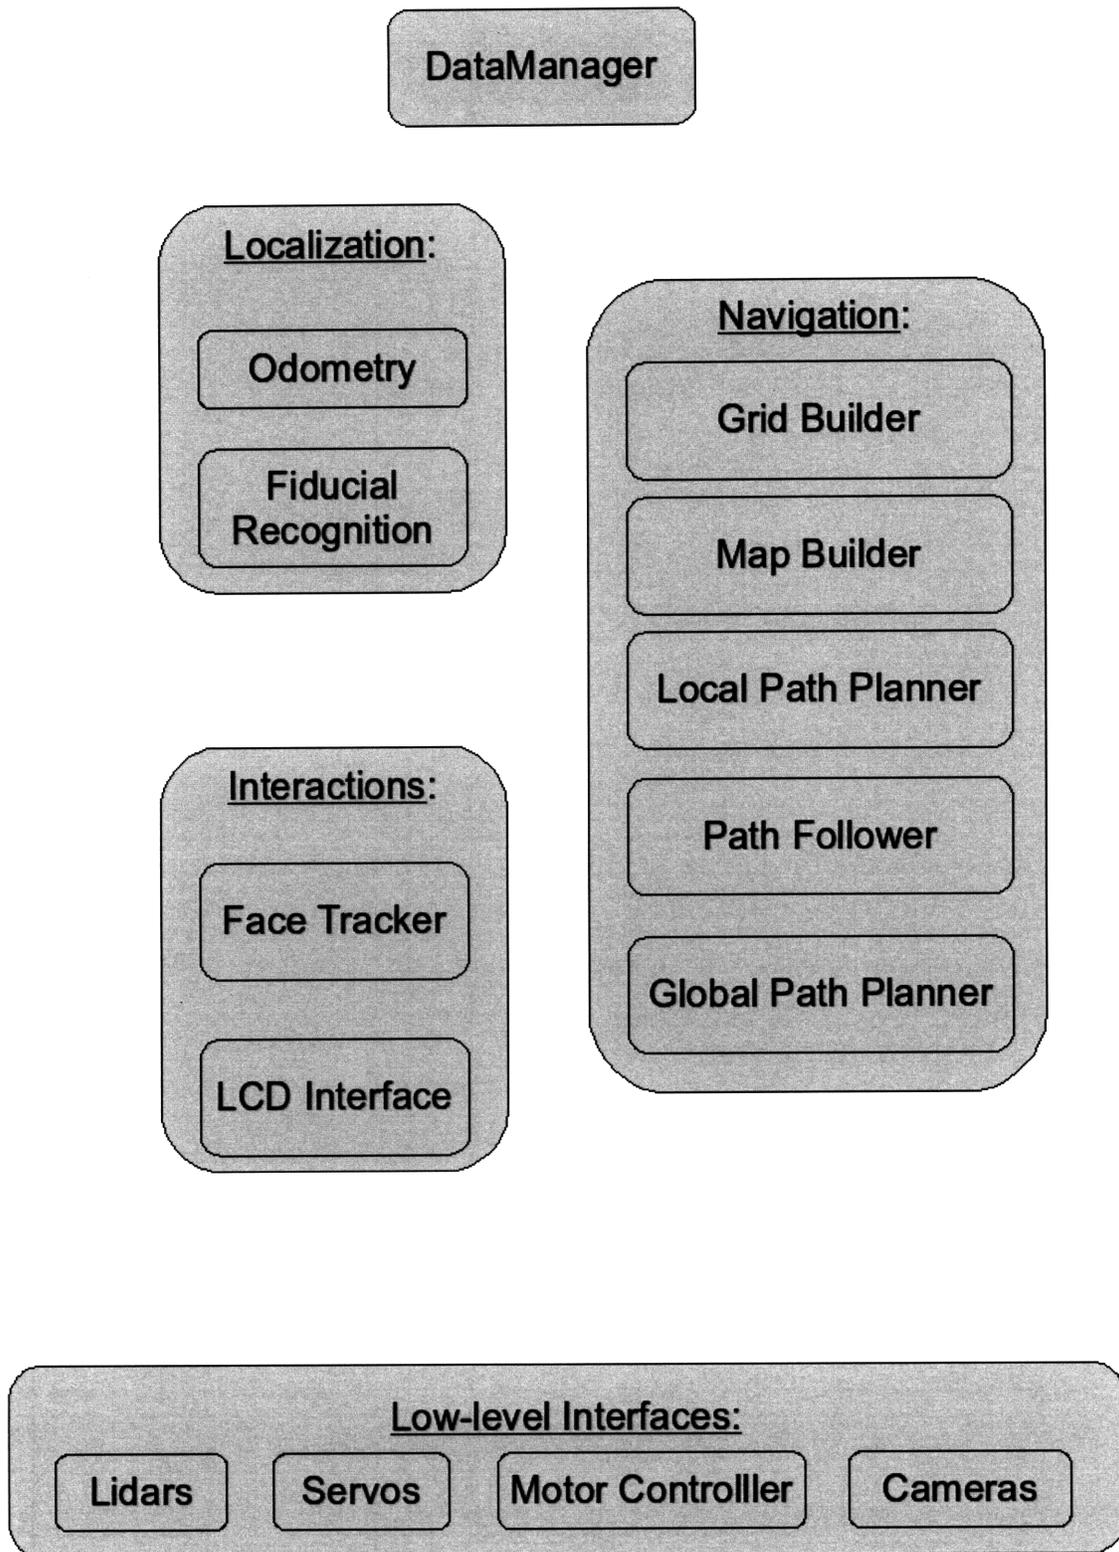 DataManager
Localization:
Odometry
Fiducial
Recognition
Navigation:
Grid Builder
Map Builder
Local Path Planner
Path Follower
Global Path Planner
Interactions:
Face Tracker
LCD Interface
Low-level Interfaces:
Lidars
Servos
Motor Controlller
Cameras